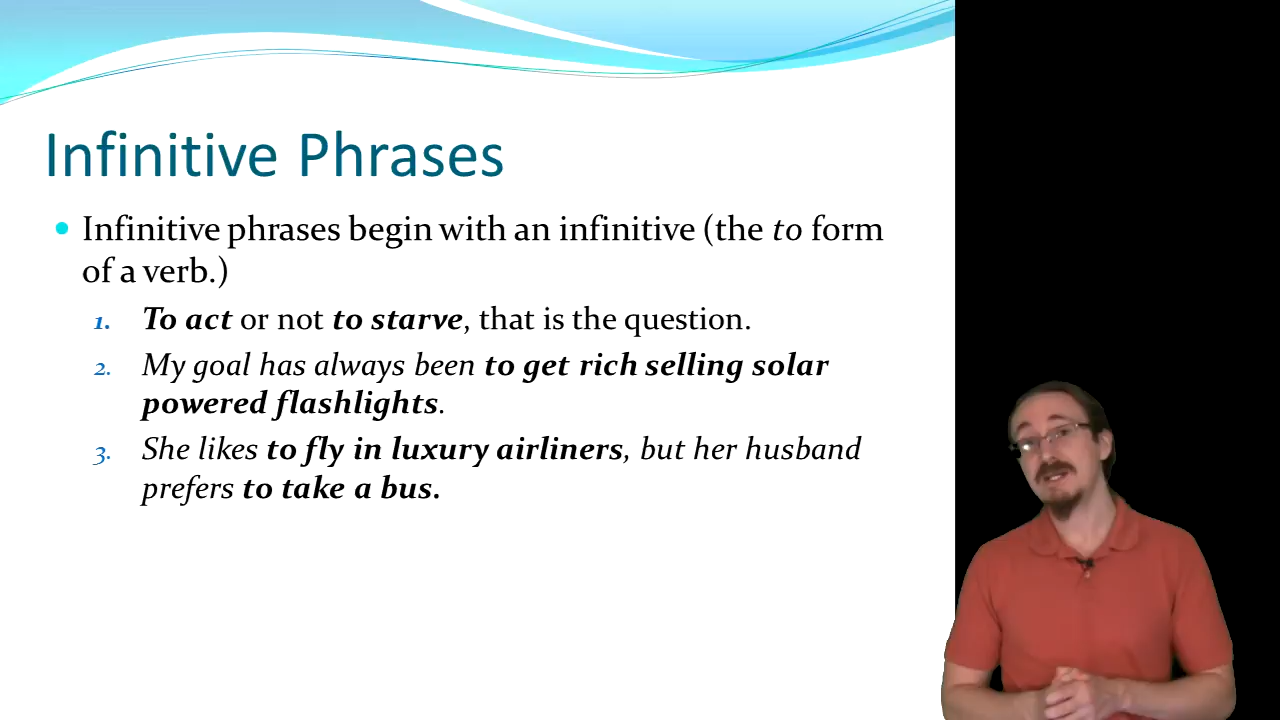 Infinitive Phrases
• Infinitive phrases begin with an infinitive (the to form
of a verb.)
1. To act or not to starve, that is the question.
2. My goal has always been to get rich selling solar
powered flashlights.
3. She likes to fly in luxury airliners, but her husband
prefers to take a bus.